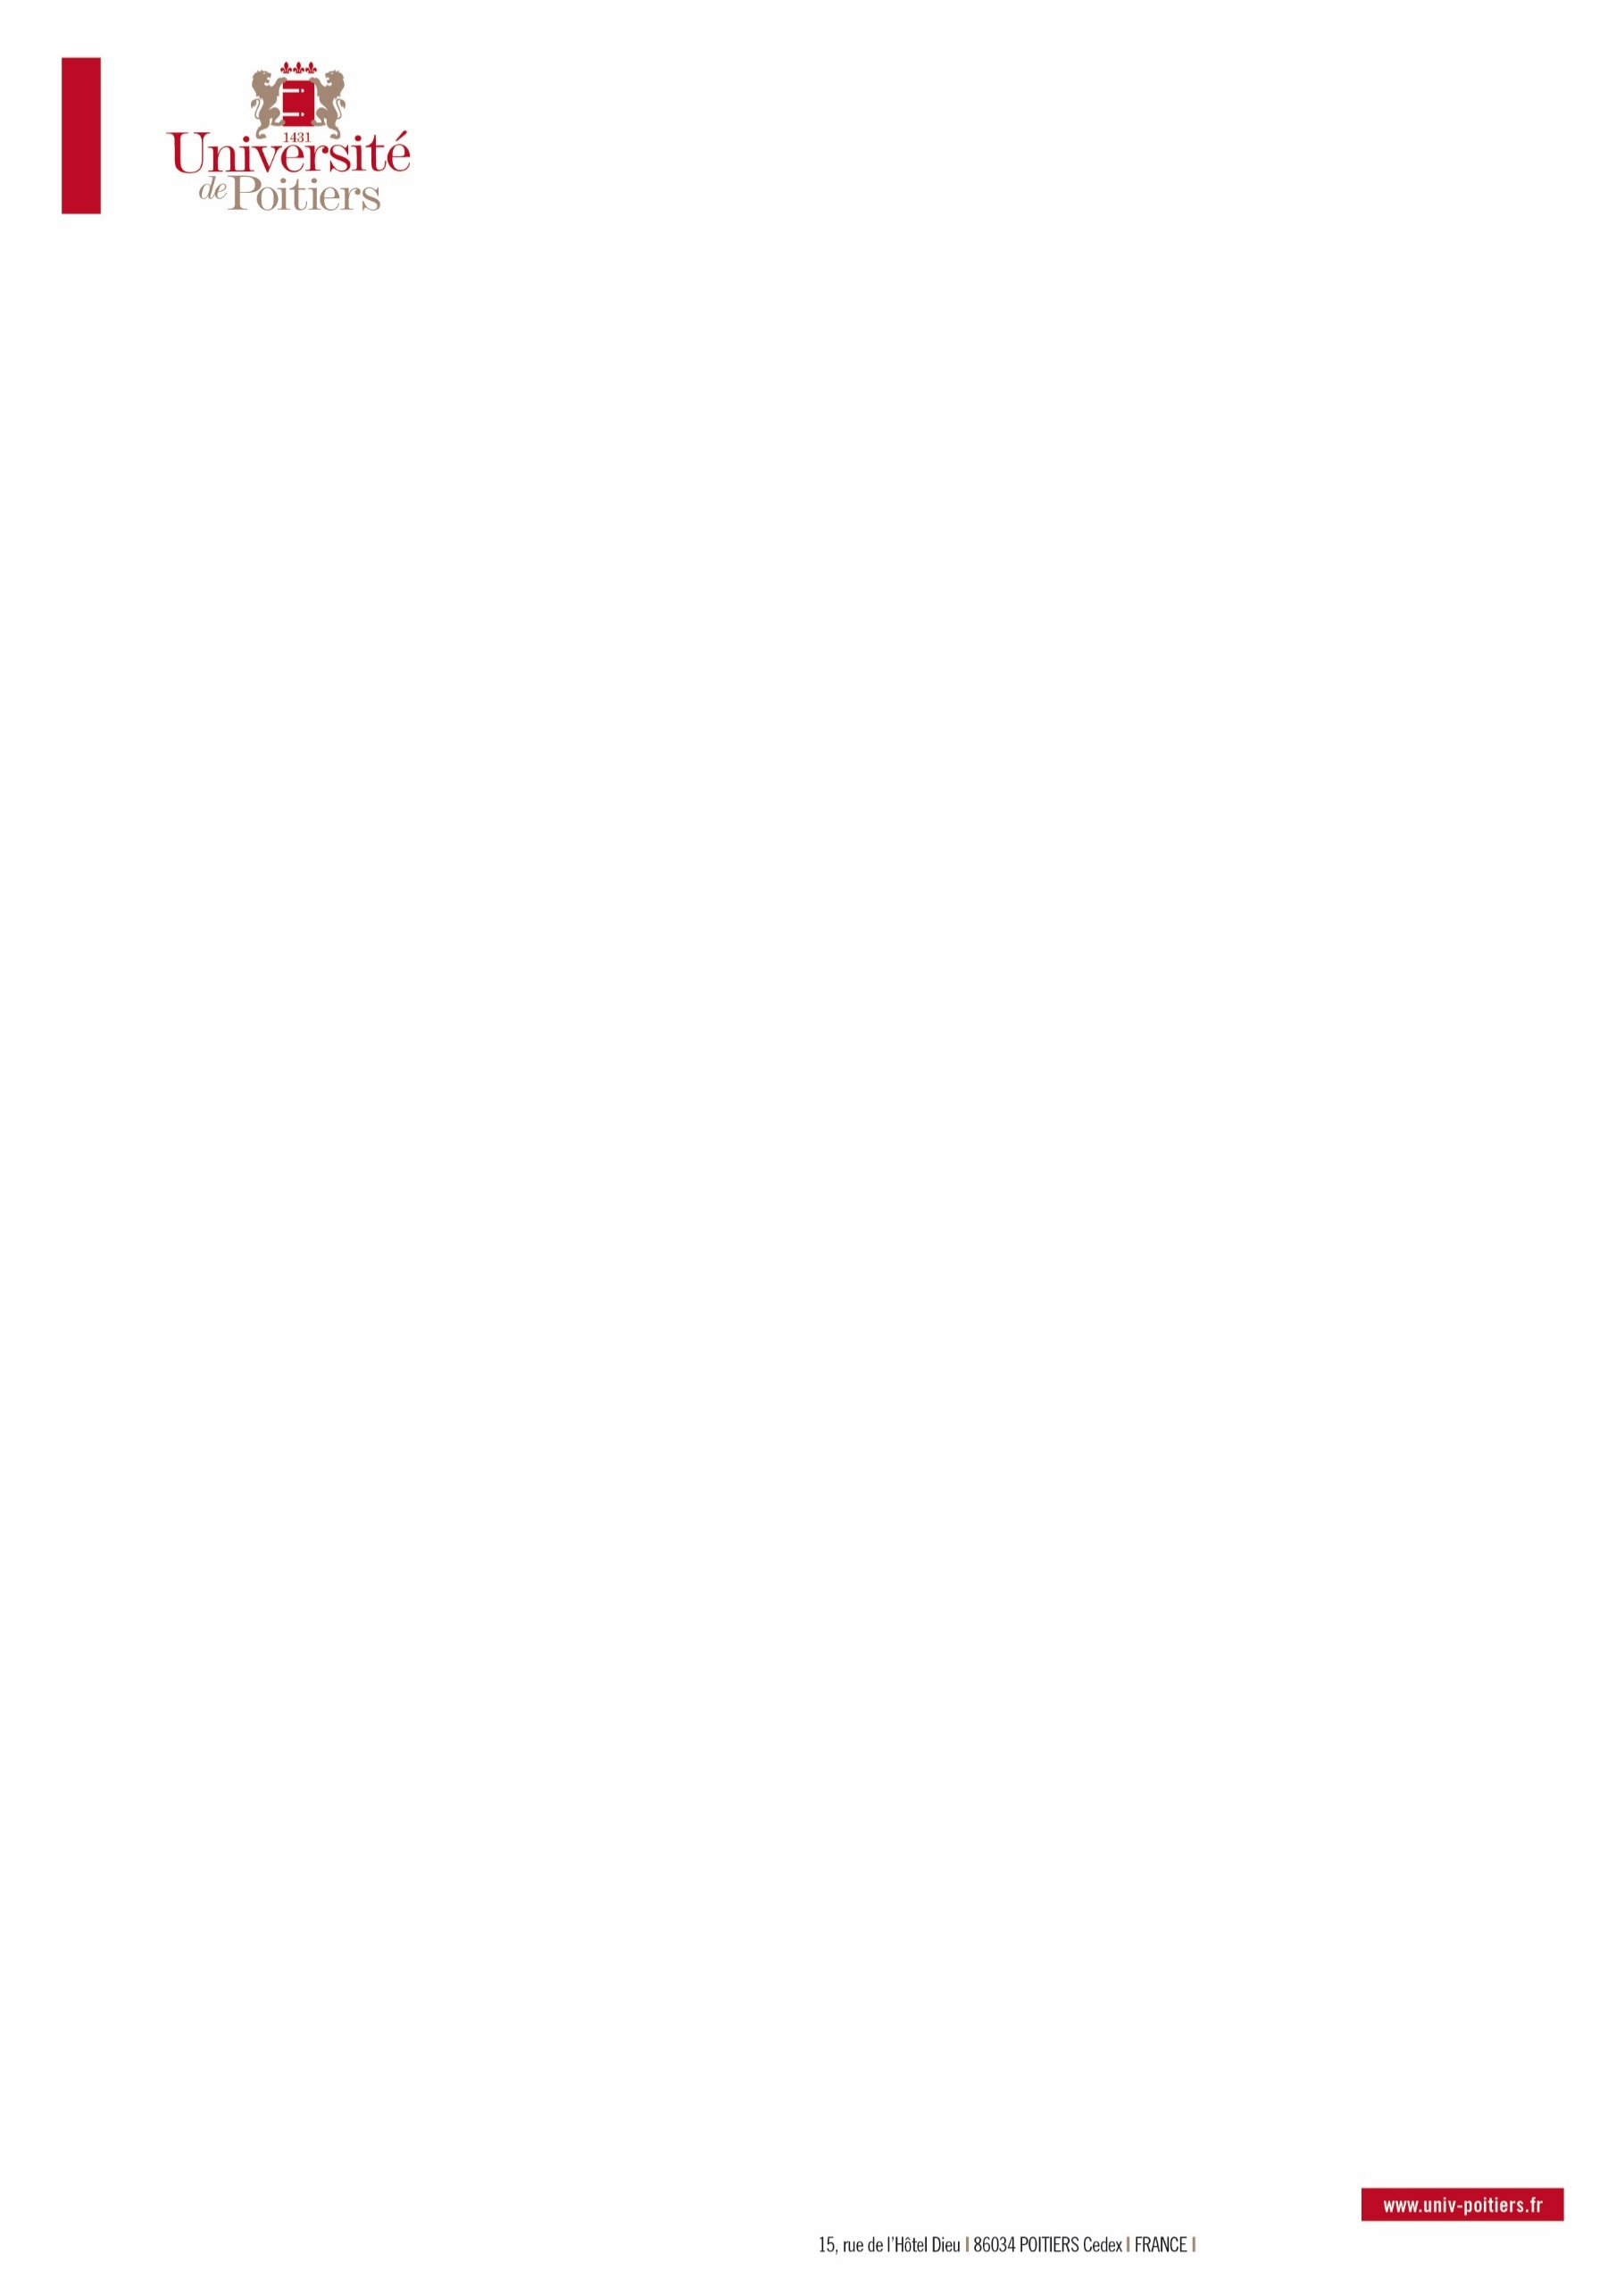 1431
Université
de Poitiers
www.univ-poitiers.fr
15, rue de l'Hôtel Dieu I 86034 POITIERS Cedex I FRANCE I